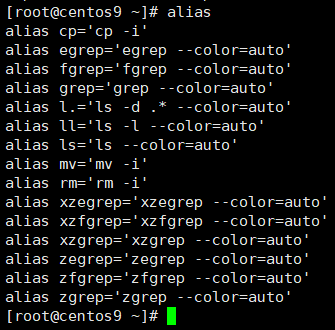 [root@centos9 ~]# alias
alias cp='cp -i'
alias egrep='egrep --color=auto'
alias fgrep='fgrep --color=auto'
alias grep='grep --color=auto'
alias l.='ls -d .* --color=auto'
alias ll='ls -l --color=auto'
alias ls='ls --color=auto'
alias mv='mv -i'
alias rm='rm -i'
alias xzegrep='xzegrep --color=auto'
alias xzfgrep='xzfgrep --color=auto'
alias xzgrep='xzgrep --color=auto'
alias zegrep='zegrep --color=auto'
alias zfgrep='zfgrep --color=auto'
alias zgrep='zgrep --color=auto'
[root@centos9 ~]#